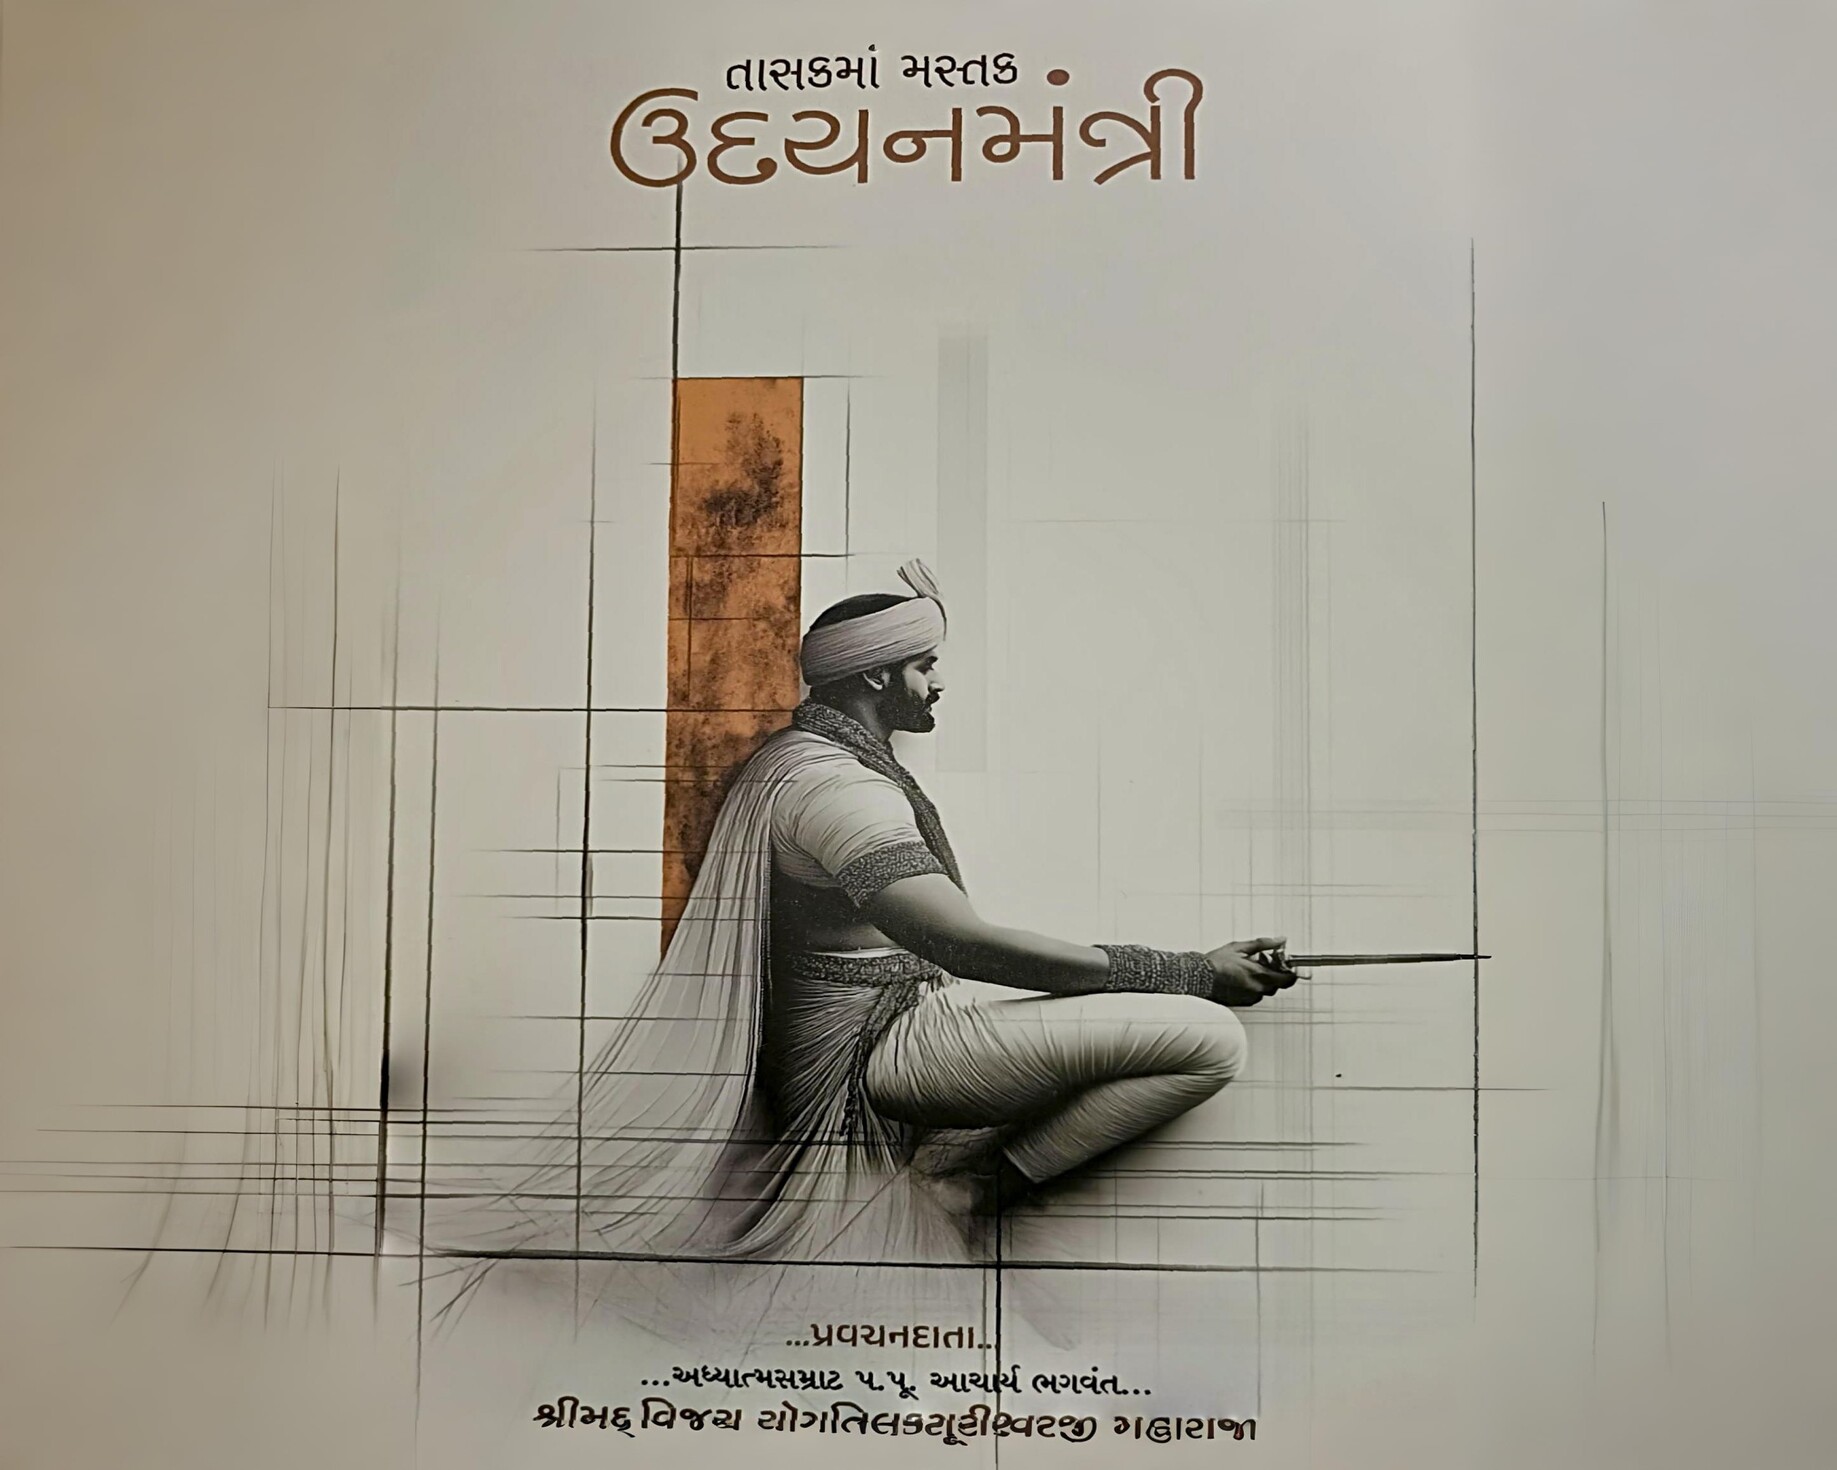 તાસકમાં મસ્તક
ઉદયનમંત્રી
...પ્રવચનદાતા...
...અધ્યાત્મસમ્રાટ પ.પૂ. આચાર્ય ભગવંત...
શ્રીમદ્ વિજય યોગતિલકસૂરીશ્વરજી મહારાજા